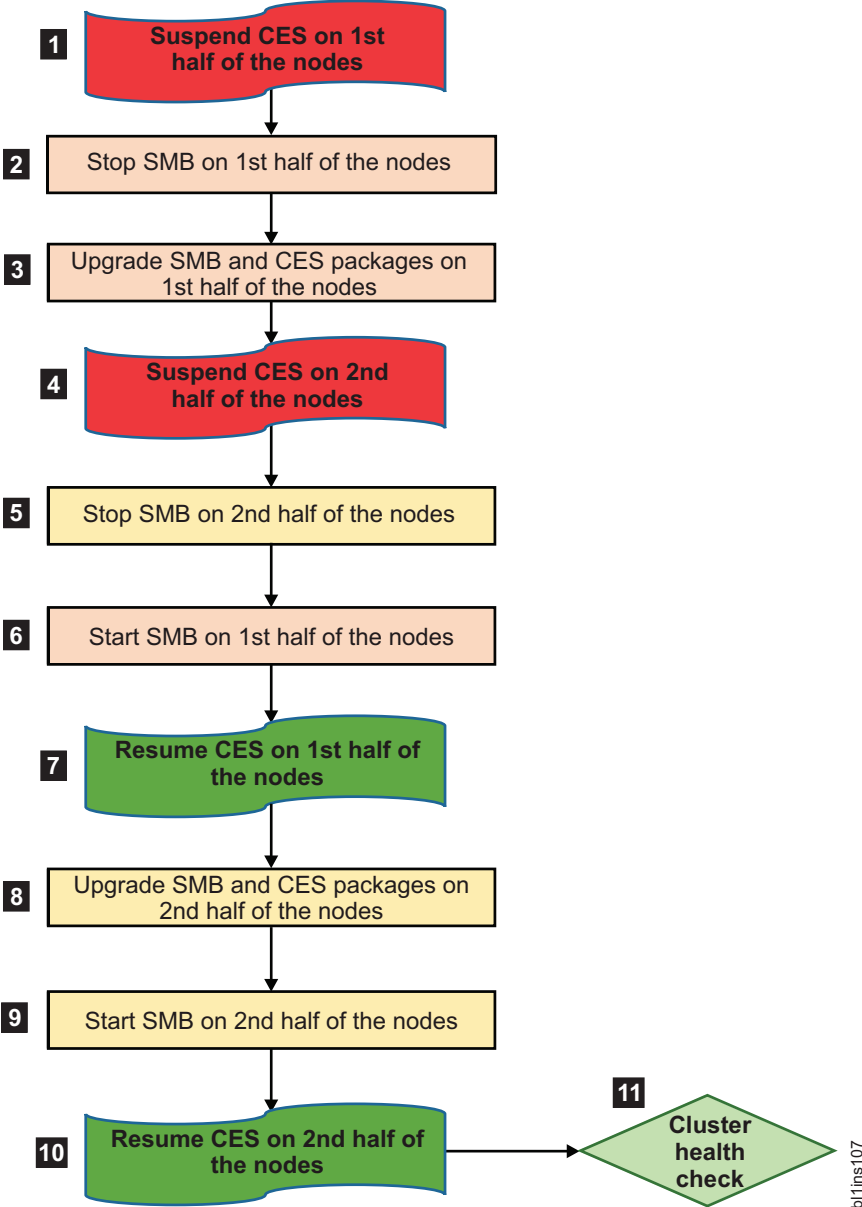 1
Suspend CES on 1st
half of the nodes
2
Stop SMB on 1st half of the nodes
3
Upgrade SMB and CES packages on
1st half of the nodes
4
Suspend CES on 2nd
half of the nodes
5
Stop SMB on 2nd half of the nodes
6
Start SMB on 1st half of the nodes
7
Resume CES on 1st half of
the nodes
8
Upgrade SMB and CES packages on
2nd half of the nodes
9
Start SMB on 2nd half of the nodes
10
Resume CES on 2nd half of
the nodes
11
Cluster
health
check
bl1ins107